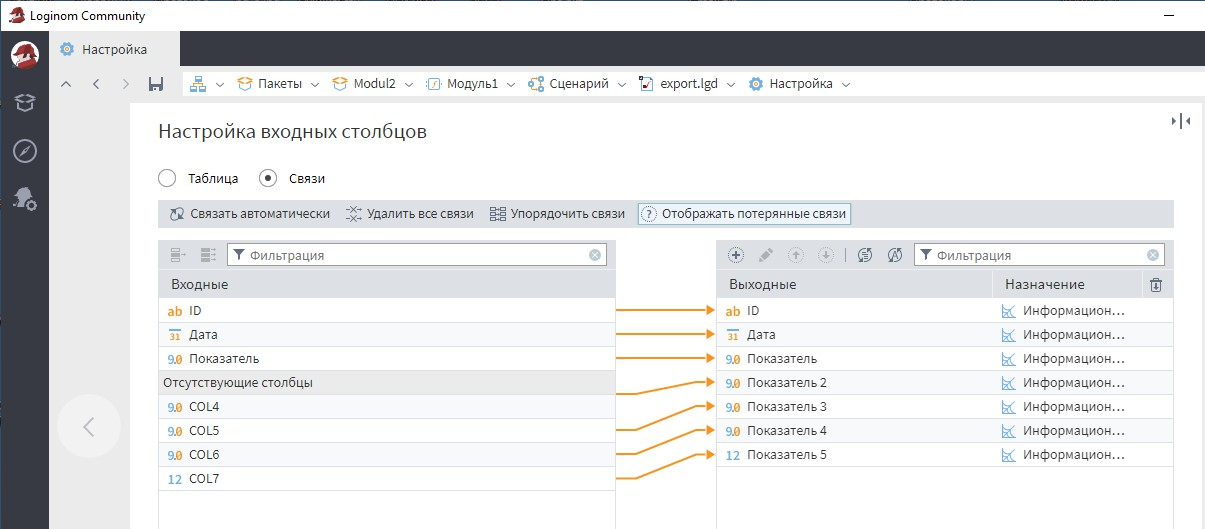 Loginom Community
Настройка
Пакеты Modul2 Модуль1 Сценарий export.lgd Настройка
Настройка входных столбцов
Таблица Связи
Связать автоматически Удалить все связи Упорядочить связи ? Отображать потерянные связи
Фильтрация Фильтрация
Входные Выходные Назначение
ab ID ab ID Информацион...
31 Дата 31 Дата Информацион...
9.0 Показатель 9.0 Показатель Информацион...
Отсутствующие столбцы 9.0 Показатель 2 Информацион...
9.0 COL4 9.0 Показатель 3 Информацион...
9.0 COL5 9.0 Показатель 4 Информацион...
9.0 COL6 12 Показатель 5 Информацион...
12 COL7